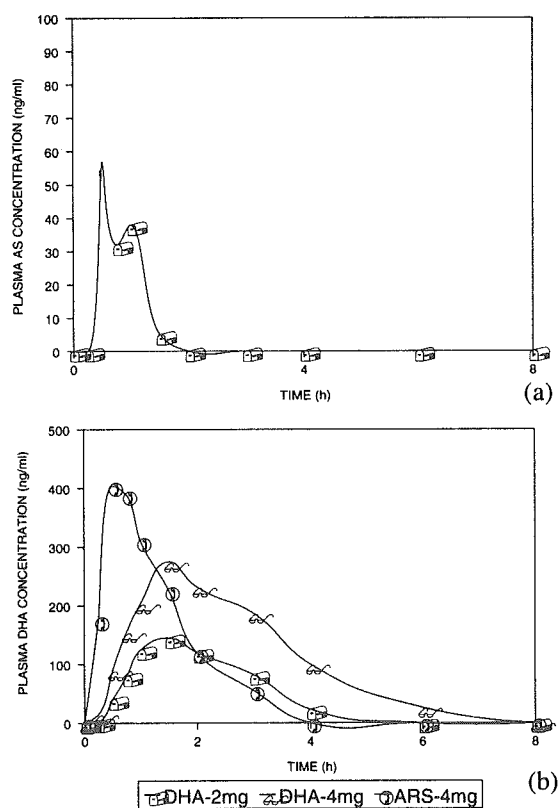 PLASMA AS CONCENTRATION (ng/ml)
100
90
80
70
60
50
40
30
20
10
0
0 4 8
TIME (h)
(a)
PLASMA DHA CONCENTRATION (ng/ml)
500
400
300
200
100
0
0 2 4 6 8
TIME (h)
(b)
DHA-2mg DHA-4mg ARS-4mg